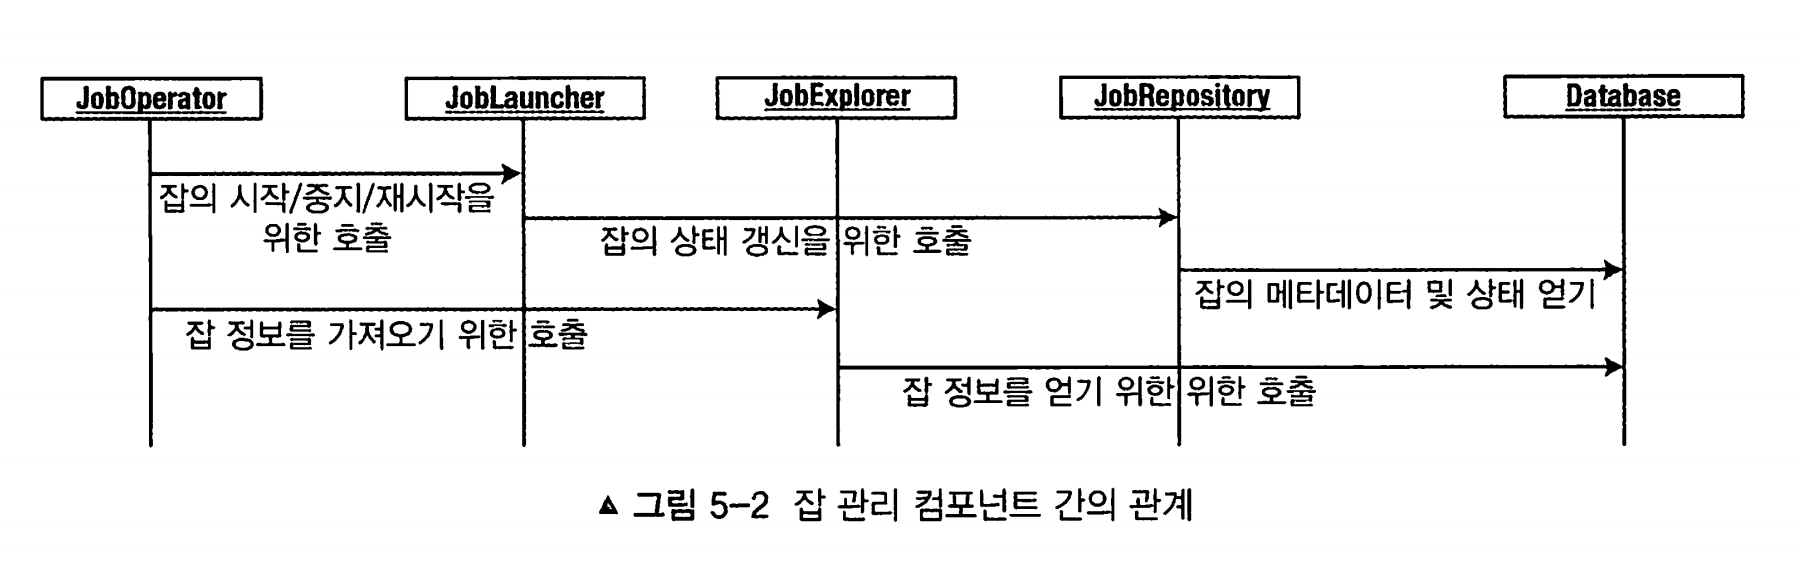 JobOperator
JobLauncher
JobExplorer
JobRepository
Database
잡의 시작/중지/재시작을
위한 호출
잡의 상태 갱신을 위한 호출
잡의 메타데이터 및 상태 얻기
잡 정보를 가져오기 위한 호출
잡 정보를 얻기 위한 위한 호출
▲ 그림 5-2 잡 관리 컴포넌트 간의 관계